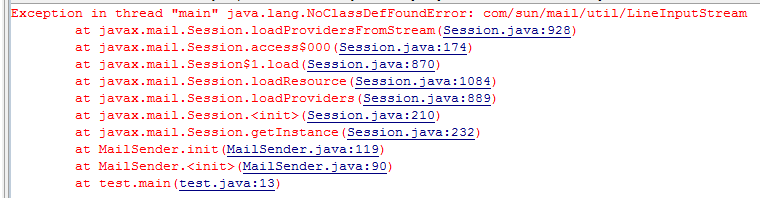 Exception in thread "main" java.lang.NoClassDefFoundError: com/sun/mail/util/LineInputStream
at javax.mail.Session.loadProvidersFromStream(Session.java:928)
at javax.mail.Session.access$000(Session.java:174)
at javax.mail.Session$1.load(Session.java:870)
at javax.mail.Session.loadResource(Session.java:1084)
at javax.mail.Session.loadProviders(Session.java:889)
at javax.mail.Session.<init>(Session.java:210)
at javax.mail.Session.getInstance(Session.java:232)
at MailSender.init(MailSender.java:119)
at MailSender.<init>(MailSender.java:90)
at test.main(test.java:13)